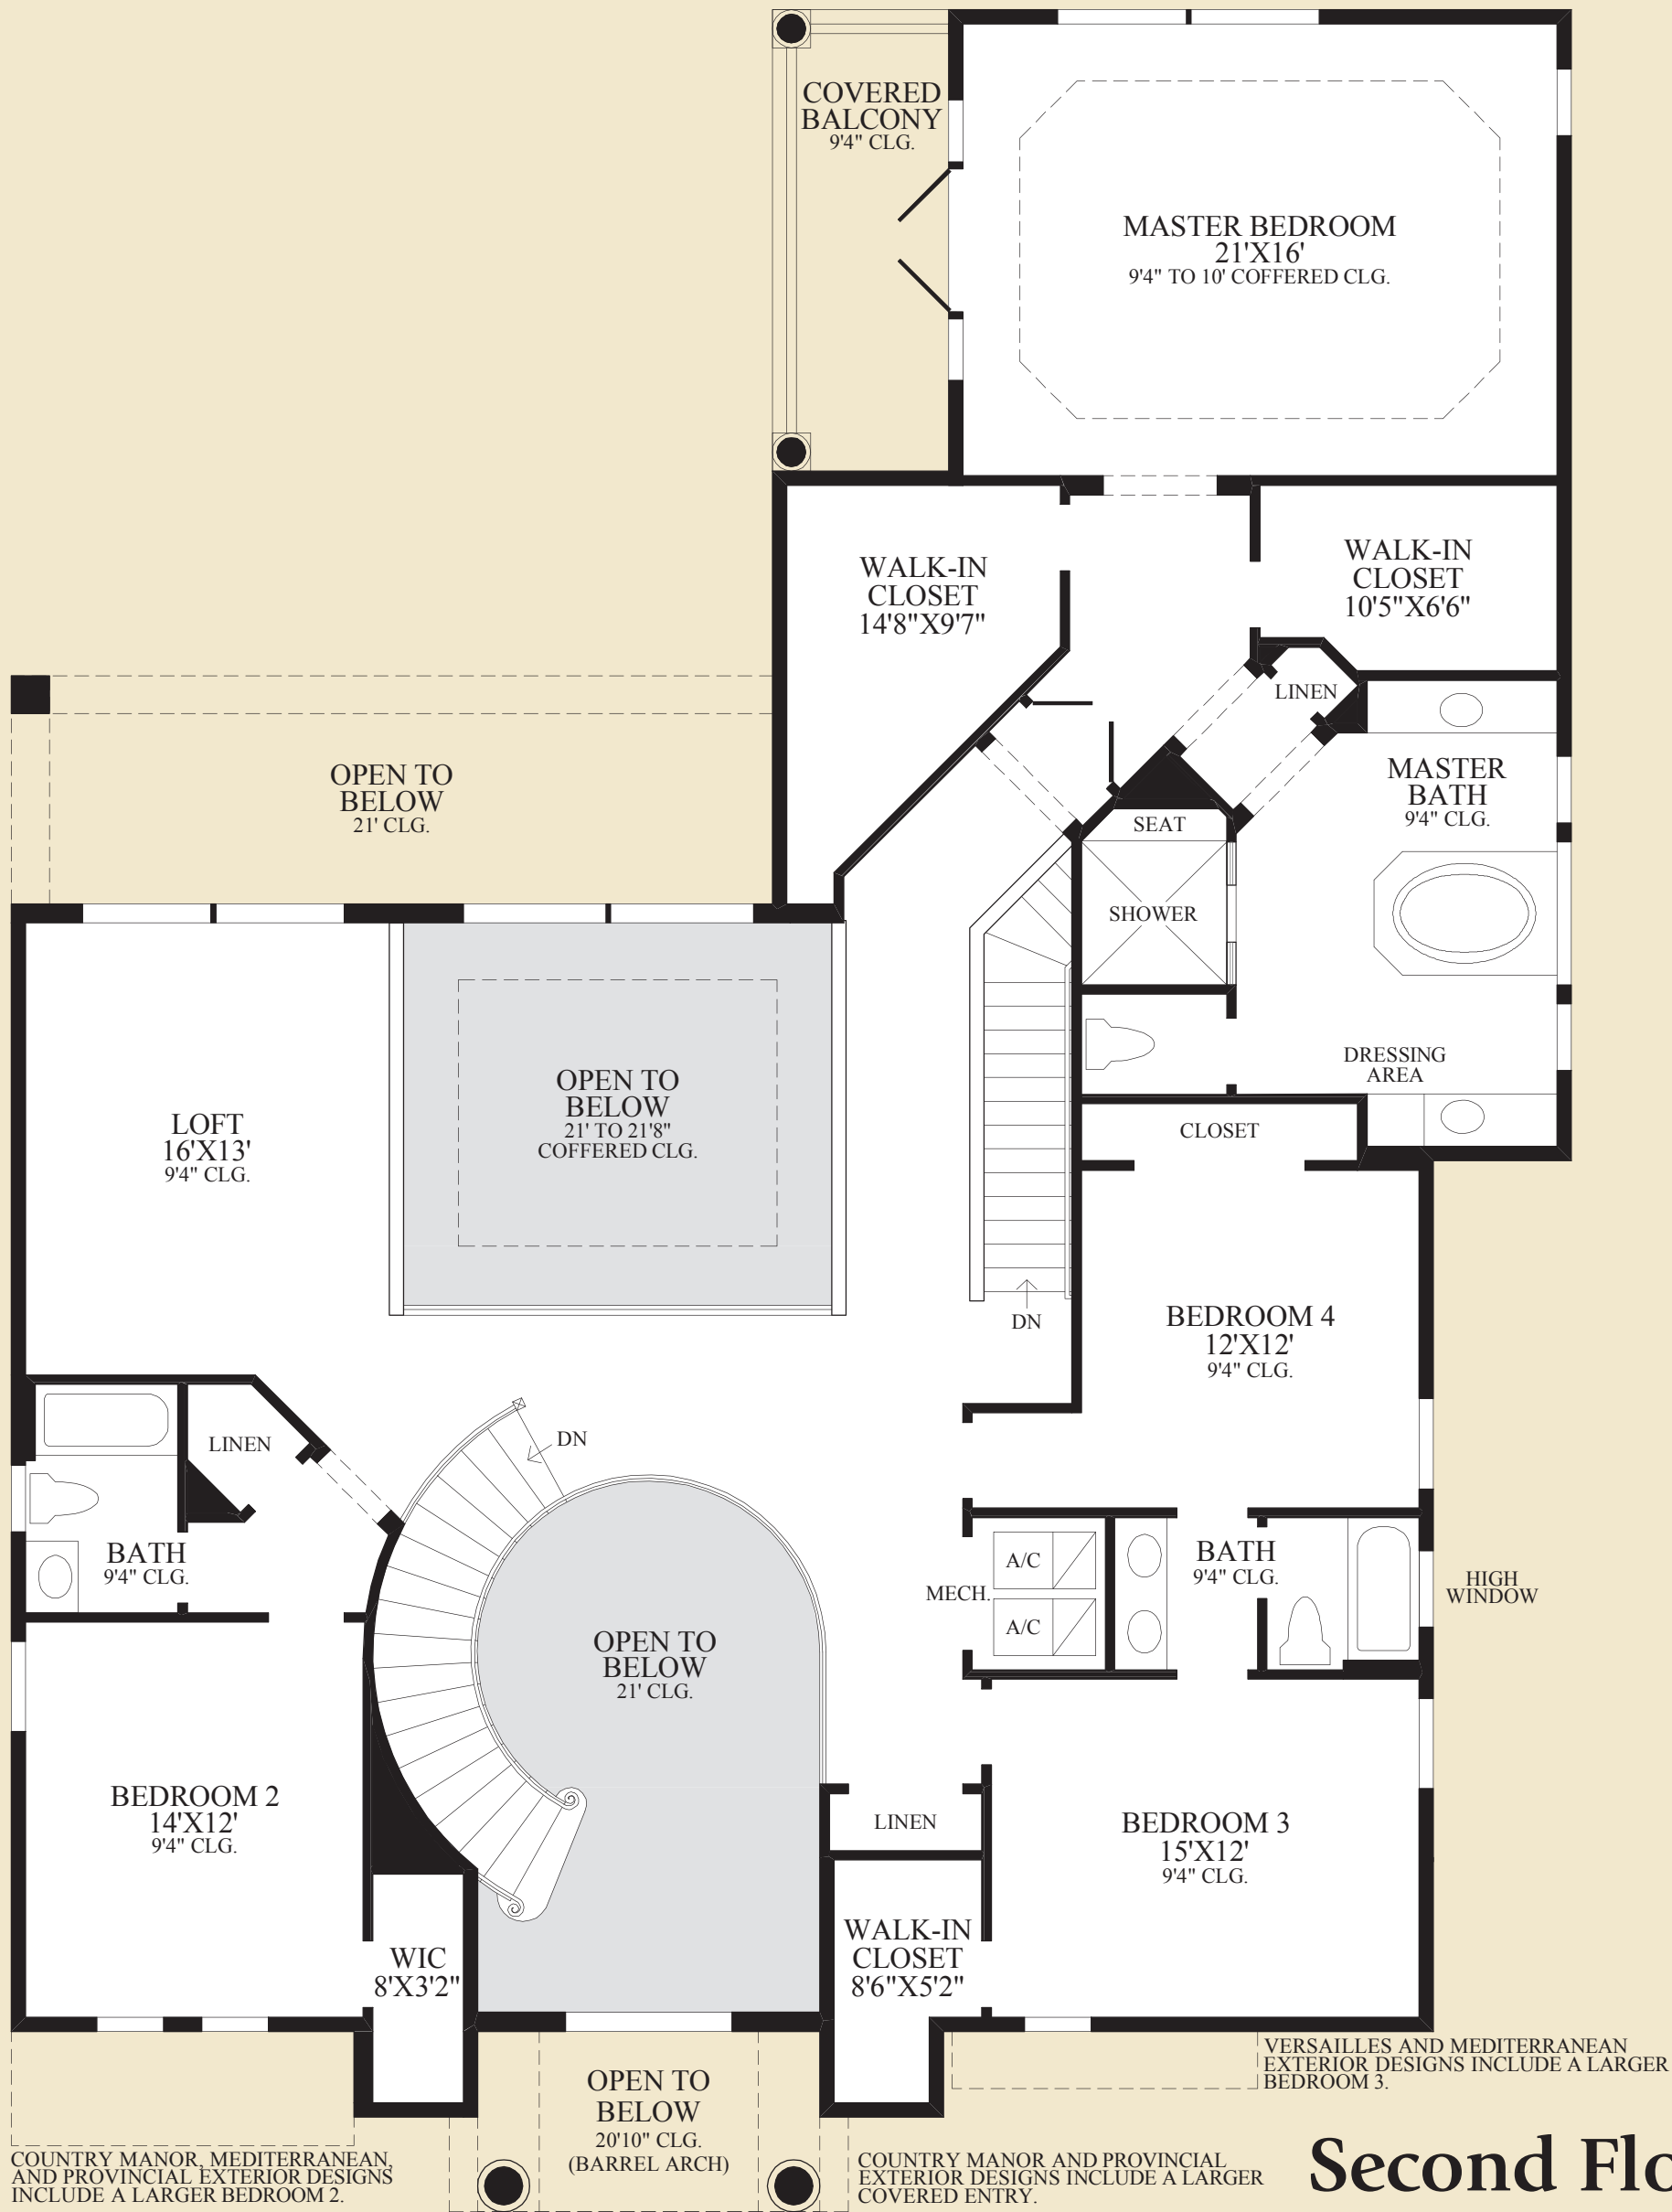 COVERED
BALCONY
9'4" CLG.
MASTER BEDROOM
21'X16'
9'4" TO 10' COFFERED CLG.
WALK-IN
CLOSET
14'8"X9'7"
WALK-IN
CLOSET
10'5"X6'6"
LINEN
OPEN TO
BELOW
21' CLG.
MASTER
BATH
9'4" CLG.
SEAT
SHOWER
DRESSING
AREA
CLOSET
LOFT
16'X13'
9'4" CLG.
OPEN TO
BELOW
21' TO 21'8"
COFFERED CLG.
DN
BEDROOM 4
12'X12'
9'4" CLG.
LINEN
DN
BATH
9'4" CLG.
A/C
MECH.
A/C
BATH
9'4" CLG.
HIGH
WINDOW
OPEN TO
BELOW
21' CLG.
BEDROOM 2
14'X12'
9'4" CLG.
LINEN
BEDROOM 3
15'X12'
9'4" CLG.
WIC
8'X3'2"
WALK-IN
CLOSET
8'6"X5'2"
VERSAILLES AND MEDITERRANEAN
EXTERIOR DESIGNS INCLUDE A LARGER
BEDROOM 3.
OPEN TO
BELOW
20'10" CLG.
(BARREL ARCH)
COUNTRY MANOR, MEDITERRANEAN,
AND PROVINCIAL EXTERIOR DESIGNS
INCLUDE A LARGER BEDROOM 2.
COUNTRY MANOR AND PROVINCIAL
EXTERIOR DESIGNS INCLUDE A LARGER
COVERED ENTRY.
Second Flo